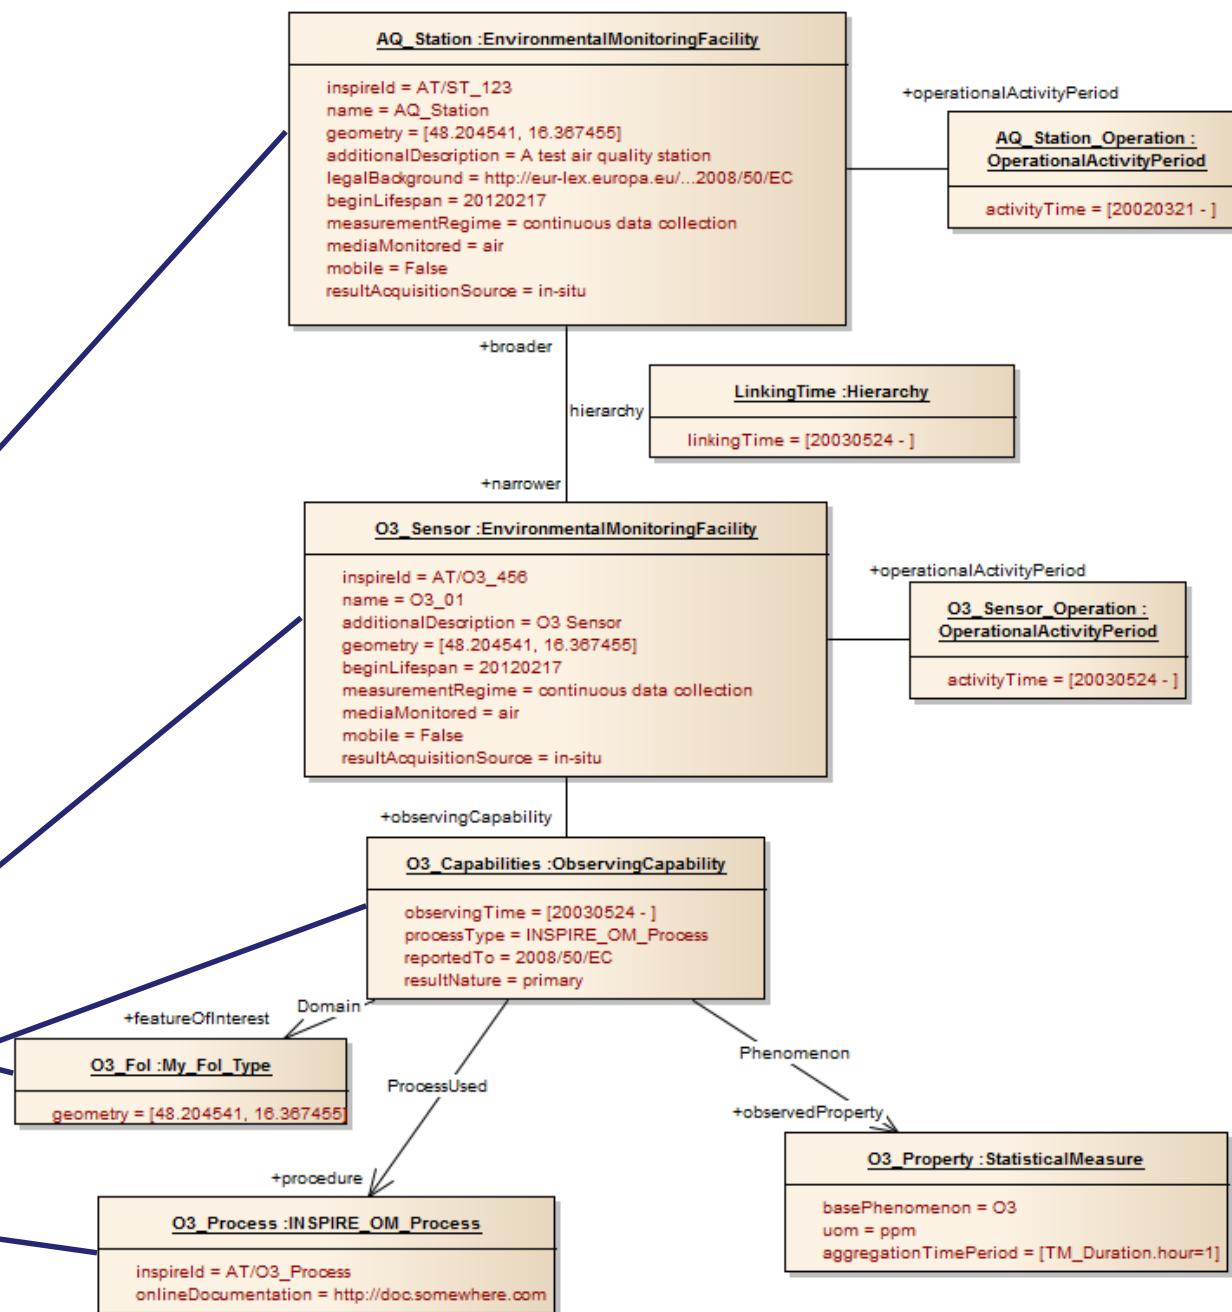 AQ_Station :EnvironmentalMonitoringFacility
inspireId = AT/ST_123
name = AQ_Station
geometry = [48.204541, 16.367455]
additionalDescription = A test air quality station
legalBackground = http://eur-lex.europa.eu/...2008/50/EC
beginLifespan = 20120217
measurementRegime = continuous data collection
mediaMonitored = air
mobile = False
resultAcquisitionSource = in-situ
+operationalActivityPeriod
AQ_Station_Operation :
OperationalActivityPeriod
activityTime = [20020321 - ]
+broader
hierarchy
LinkingTime :Hierarchy
linkingTime = [20030524 - ]
+narrower
O3_Sensor :EnvironmentalMonitoringFacility
inspireId = AT/O3_456
name = O3_01
additionalDescription = O3 Sensor
geometry = [48.204541, 16.367455]
beginLifespan = 20120217
measurementRegime = continuous data collection
mediaMonitored = air
mobile = False
resultAcquisitionSource = in-situ
+operationalActivityPeriod
O3_Sensor_Operation :
OperationalActivityPeriod
activityTime = [20030524 - ]
+observingCapability
O3_Capabilities :ObservingCapability
observingTime = [20030524 - ]
processType = INSPIRE_OM_Process
reportedTo = 2008/50/EC
resultNature = primary
Domain
+featureOfInterest
O3_FoI :My_FoI_Type
geometry = [48.204541, 16.367455]
ProcessUsed
+procedure
O3_Process :INSPIRE_OM_Process
inspireId = AT/O3_Process
onlineDocumentation = http://doc.somewhere.com
Phenomenon
+observedProperty
O3_Property :StatisticalMeasure
basePhenomenon = O3
uom = ppm
aggregationTimePeriod = [TM_Duration.hour=1]